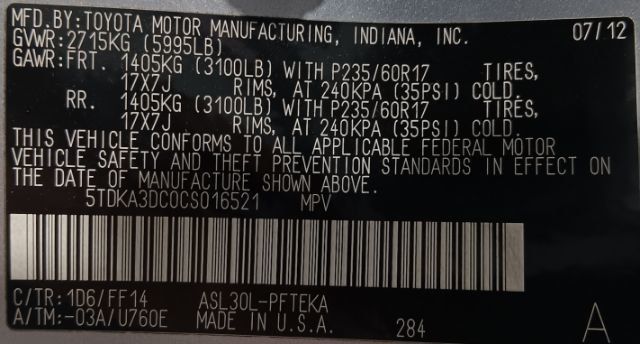 MFD.BY:TOYOTA MOTOR MANUFACTURING, INDIANA, INC. 07/12
GVWR:2715KG (5995LB)
GAWR:FRT. 1405KG (3100LB) WITH P235/60R17 TIRES,
17X7J RIMS, AT 240KPA (35PSI) COLD.
RR. 1405KG (3100LB) WITH P235/60R17 TIRES,
17X7J RIMS, AT 240KPA (35PSI) COLD.
THIS VEHICLE CONFORMS TO ALL APPLICABLE FEDERAL MOTOR
VEHICLE SAFETY AND THEFT PREVENTION STANDARDS IN EFFECT ON
THE DATE OF MANUFACTURE SHOWN ABOVE.
5TDKA3DC0CS016521 MPV
C/TR:1D6/FF14 ASL30L-PFTEKA
A/TM:-03A/U760E MADE IN U.S.A. 284 A